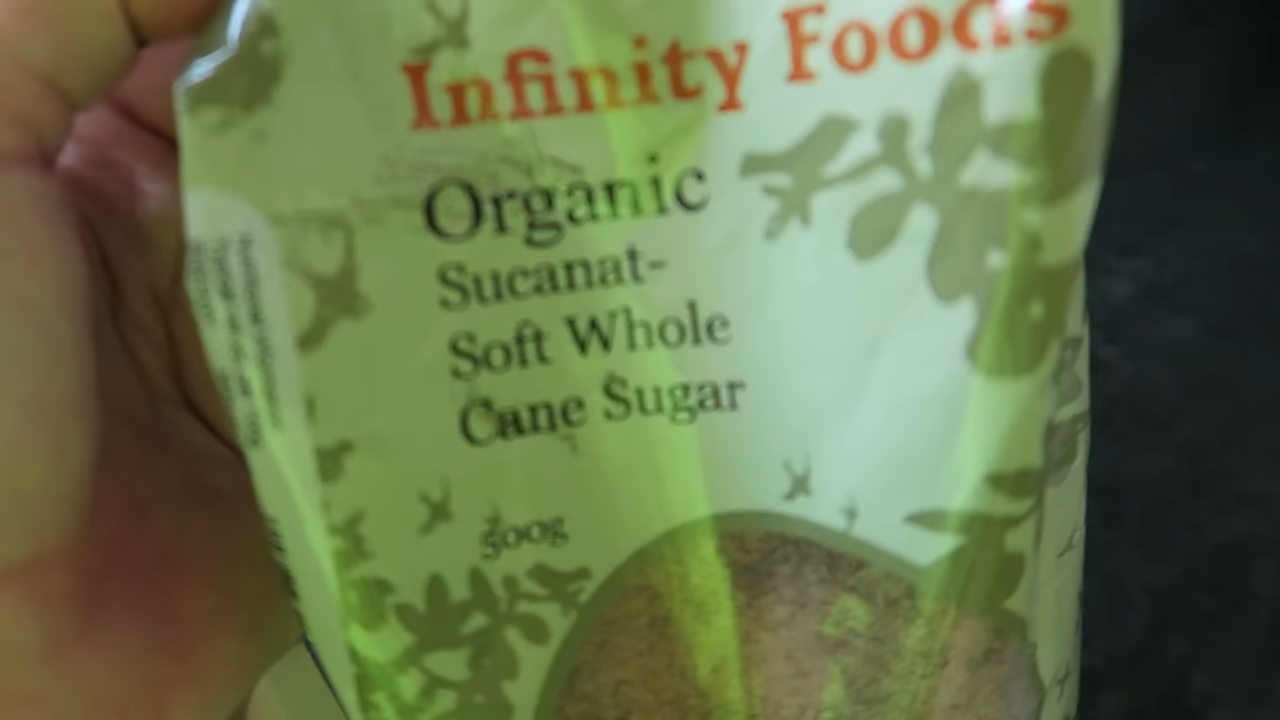 Infinity Foods
Organic
Sucanat-
Soft Whole
Cane Sugar
500g